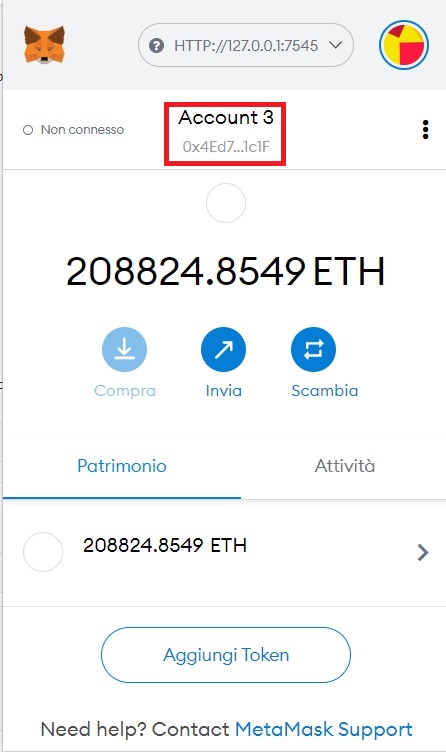 HTTP://127.0.0.1:7545
Account 3
Non connesso
0x4Ed7...1c1F
208824.8549 ETH
Compra
Invia
Scambia
Patrimonio
Attività
208824.8549 ETH
Aggiungi Token
Need help? Contact MetaMask Support